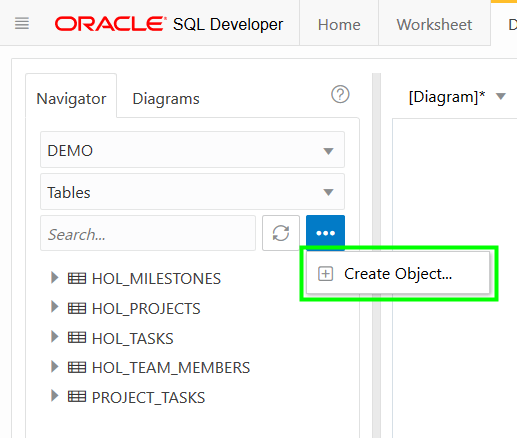 ORACLE SQL Developer
Home
Worksheet
D
Navigator
Diagrams
[Diagram]*
DEMO
Tables
Search...
Create Object...
HOL_MILESTONES
HOL_PROJECTS
HOL_TASKS
HOL_TEAM_MEMBERS
PROJECT_TASKS